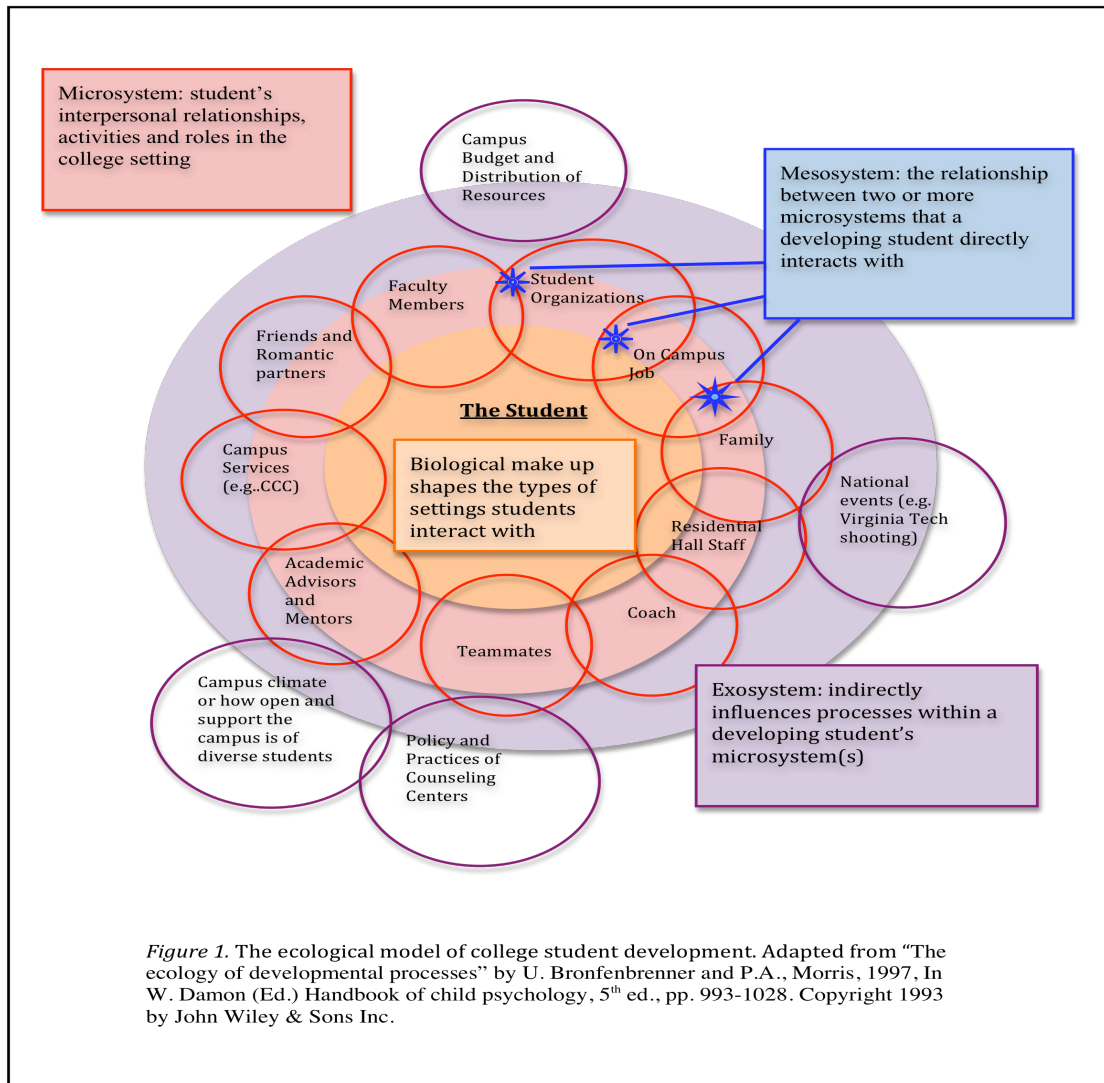 Microsystem: student's
interpersonal relationships,
activities and roles in the
college setting
Campus
Budget and
Distribution of
Resources
Mesosystem: the relationship
between two or more
microsystems that a
developing student directly
interacts with
Faculty
Members
Student
Organizations
Friends and
Romantic
partners
On Campus
Job
The Student
Family
Campus
Services
(e.g..CCC)
Biological make up
shapes the types of
settings students
interact with
National
events (e.g.
Virginia Tech
shooting)
Residential
Hall Staff
Academic
Advisors
and
Mentors
Coach
Teammates
Campus climate
or how open and
support the
campus is of
diverse students
Policy and
Practices of
Counseling
Centers
Exosystem: indirectly
influences processes within a
developing student's
microsystem(s)
Figure 1. The ecological model of college student development. Adapted from "The
ecology of developmental processes" by U. Bronfenbrenner and P.A., Morris, 1997, In
W. Damon (Ed.) Handbook of child psychology, 5th ed., pp. 993-1028. Copyright 1993
by John Wiley & Sons Inc.